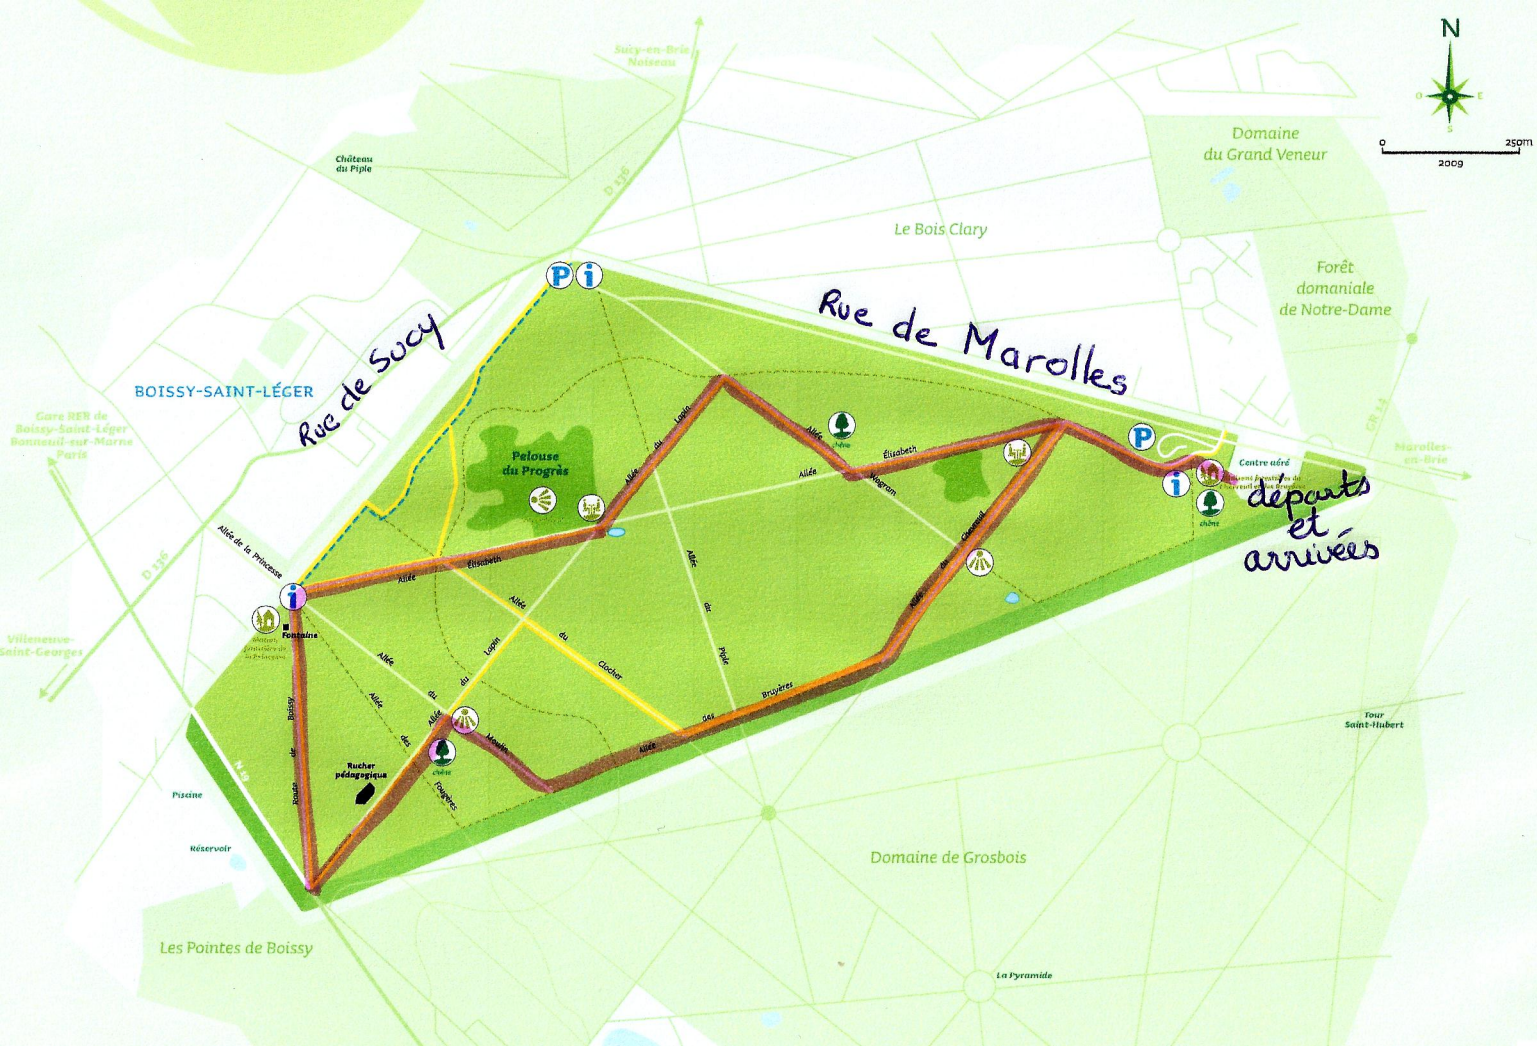 Sucy-en-Brie
Noiseau
N
O
E
S
0 250m
2009
Domaine
du Grand Veneur
Château
du Piple
D 136
Le Bois Clary
Forêt
domaniale
de Notre-Dame
P i
Rue de Marolles
Rue de Sucy
BOISSY-SAINT-LÉGER
Gare RER de
Boissy-Saint-Léger
Bonneuil-sur-Marne
Paris
GR 14
Marolles-
en-Brie
P
Centre aéré
i
chêne
départs
et
arrivées
chêne
Pelouse
du Progrès
Allée du Lapin
Allée
Wagram
Allée Élisabeth
Allée du Chevreuil
Allée de la Princesse
D 136
i
Fontaine
Villeneuve-
Saint-Georges
Allée Élisabeth
Allée du Clocher
Allée du Piple
Allée du Lapin
Allée du Moulin
Allée des Fougères
Allée des Bruyères
Route de Boissy
chêne
Rucher
pédagogique
N 19
Piscine
Réservoir
Tour
Saint-Hubert
Domaine de Grosbois
Les Pointes de Boissy
La Pyramide